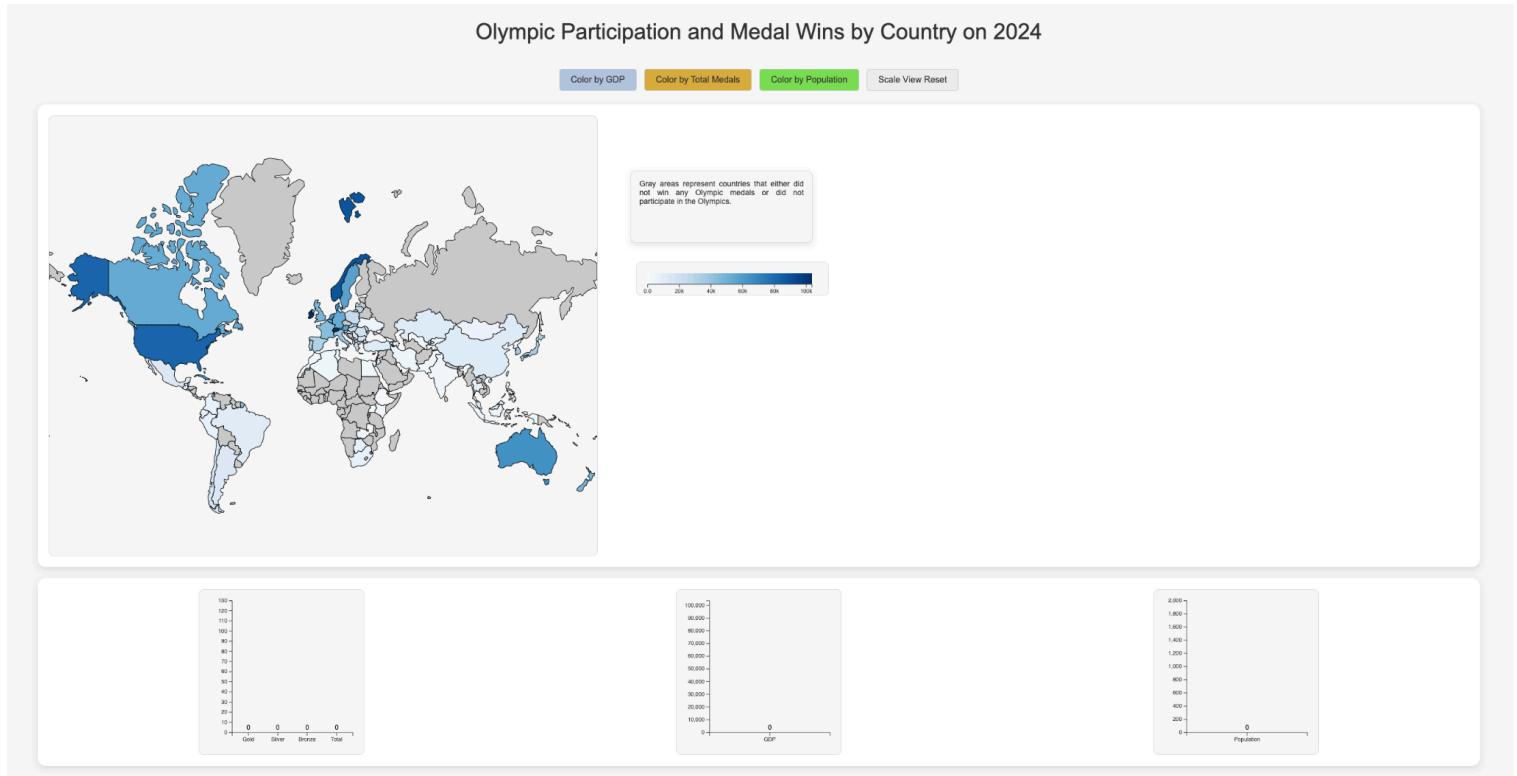 Olympic Participation and Medal Wins by Country on 2024
Color by GDP
Color by Total Medals
Color by Population
Scale View Reset
Gray areas represent countries that either did
not win any Olympic medals or did not
participate in the Olympics.
0.0 20k 40k 60k 80k 100k
130
120
110
100
90
80
70
60
50
40
30
20
10
0
0 0 0 0
Gold Silver Bronze Total
100,000
90,000
80,000
70,000
60,000
50,000
40,000
30,000
20,000
10,000
0
0
GDP
2,000
1,800
1,600
1,400
1,200
1,000
800
600
400
200
0
0
Population